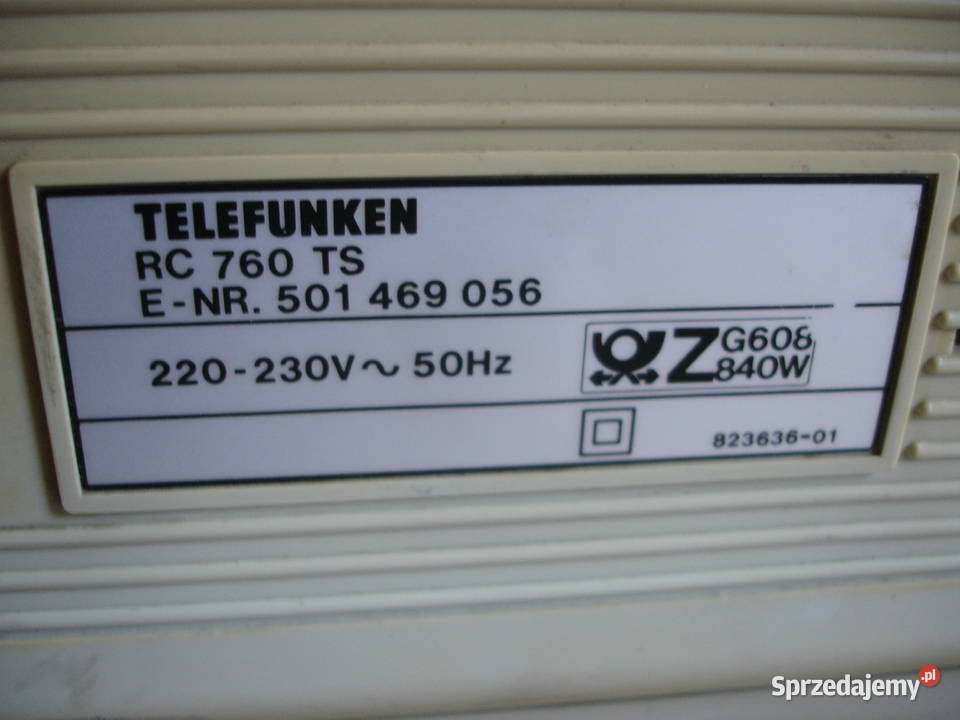 TELEFUNKEN
RC 760 TS
E-NR. 501 469 056
220-230V~ 50Hz
Z G608
840W
823636-01
Sprzedajemy.pl